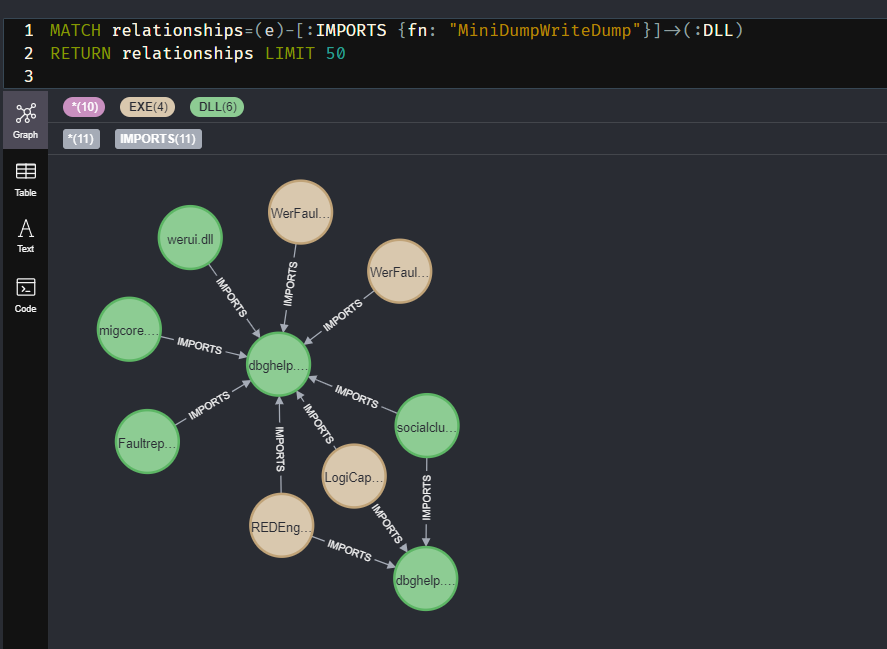 1 MATCH relationships=(e)-[:IMPORTS {fn: "MiniDumpWriteDump"}]→(:DLL)
2 RETURN relationships LIMIT 50
3
Graph
*(10) EXE(4) DLL(6)
*(11) IMPORTS(11)
Table
Text
Code
WerFaul...
werui.dll
WerFaul...
IMPORTS
IMPORTS
IMPORTS
migcore....
IMPORTS
dbghelp....
IMPORTS
IMPORTS
Faultrep...
socialclu...
IMPORTS
IMPORTS
LogiCap...
IMPORTS
REDEng...
IMPORTS
IMPORTS
dbghelp....